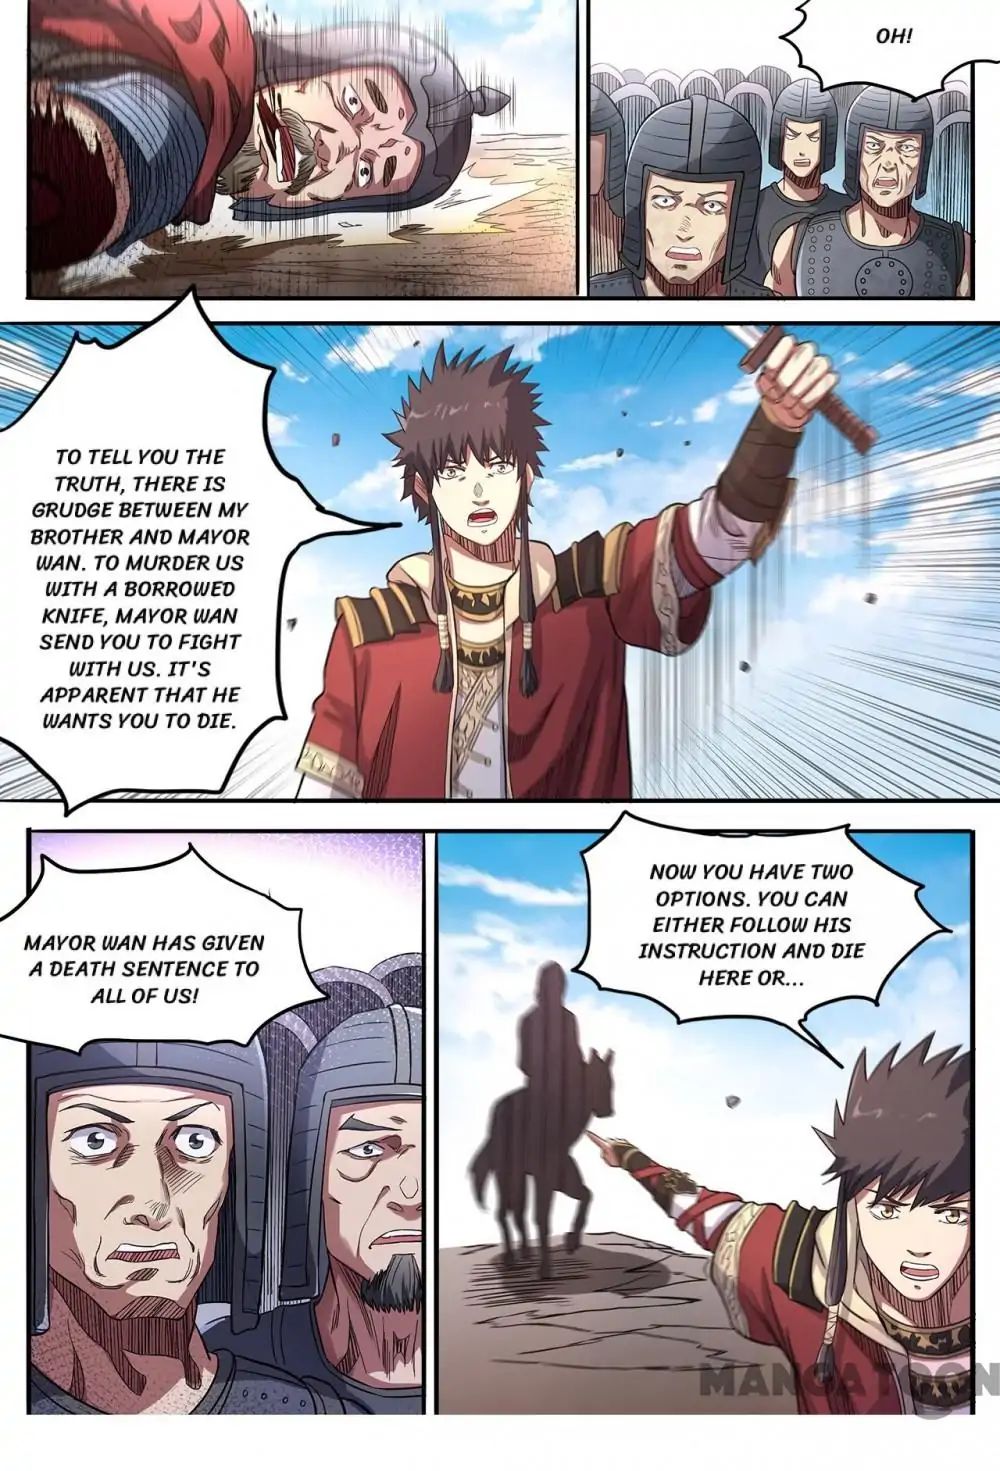 OH!
TO TELL YOU THE
TRUTH, THERE IS
GRUDGE BETWEEN MY
BROTHER AND MAYOR
WAN. TO MURDER US
WITH A BORROWED
KNIFE, MAYOR WAN
SEND YOU TO FIGHT
WITH US. IT'S
APPARENT THAT HE
WANTS YOU TO DIE.
MAYOR WAN HAS GIVEN
A DEATH SENTENCE TO
ALL OF US!
NOW YOU HAVE TWO
OPTIONS. YOU CAN
EITHER FOLLOW HIS
INSTRUCTION AND DIE
HERE OR...
MANGATOON